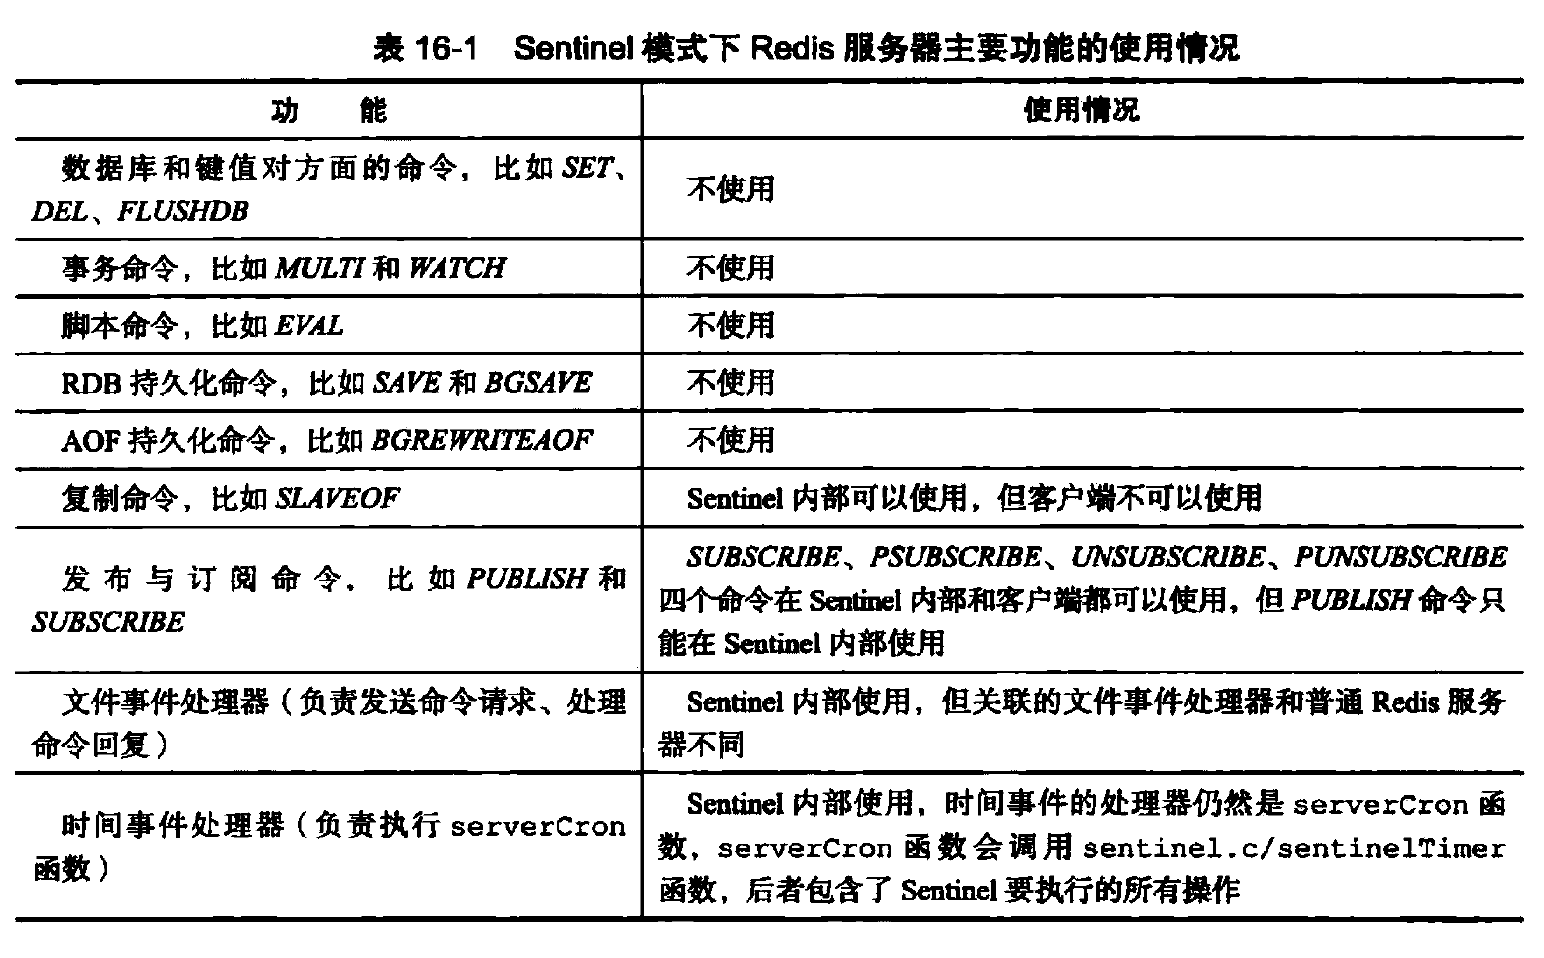 表 16-1 Sentinel 模式下 Redis 服务器主要功能的使用情况
功 能
使用情况
数据库和键值对方面的命令，比如 SET、
DEL、FLUSHDB
不使用
事务命令，比如 MULTI 和 WATCH
不使用
脚本命令，比如 EVAL
不使用
RDB 持久化命令，比如 SAVE 和 BGSAVE
不使用
AOF 持久化命令，比如 BGREWRITEAOF
不使用
复制命令，比如 SLAVEOF
Sentinel 内部可以使用，但客户端不可以使用
发布与订阅命令，比如 PUBLISH 和
SUBSCRIBE
SUBSCRIBE、PSUBSCRIBE、UNSUBSCRIBE、PUNSUBSCRIBE
四个命令在 Sentinel 内部和客户端都可以使用，但 PUBLISH 命令只
能在 Sentinel 内部使用
文件事件处理器（负责发送命令请求、处理
命令回复）
Sentinel 内部使用，但关联的文件事件处理器和普通 Redis 服务
器不同
时间事件处理器（负责执行 serverCron
函数）
Sentinel 内部使用，时间事件的处理器仍然是 serverCron 函
数，serverCron 函数会调用 sentinel.c/sentinelTimer
函数，后者包含了 Sentinel 要执行的所有操作